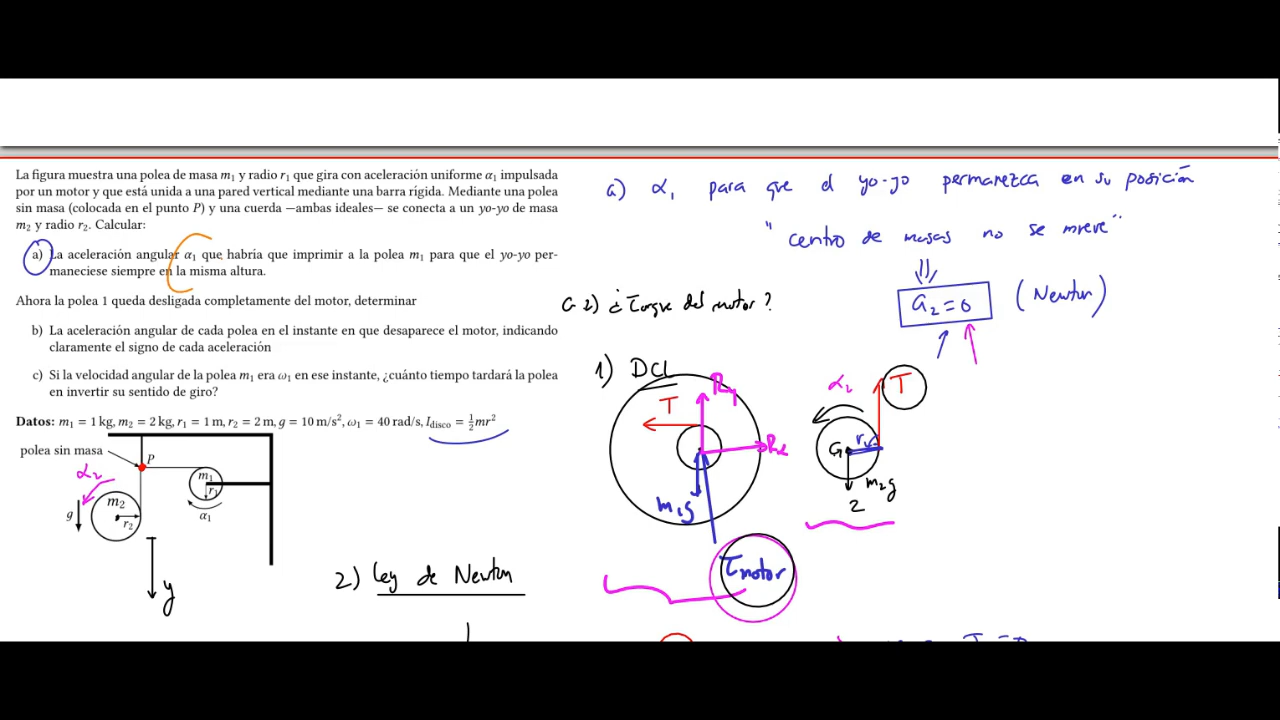 La figura muestra una polea de masa m₁ y radio r₁ que gira con aceleración uniforme α₁ impulsada
por un motor y que está unida a una pared vertical mediante una barra rígida. Mediante una polea
sin masa (colocada en el punto P) y una cuerda —ambas ideales— se conecta a un yo-yo de masa
m₂ y radio r₂. Calcular:
a) La aceleración angular α₁ que habría que imprimir a la polea m₁ para que el yo-yo per-
maneciese siempre en la misma altura.
Ahora la polea 1 queda desligada completamente del motor, determinar
b) La aceleración angular de cada polea en el instante en que desaparece el motor, indicando
claramente el signo de cada aceleración
c) Si la velocidad angular de la polea m₁ era ω₁ en ese instante, ¿cuánto tiempo tardará la polea
en invertir su sentido de giro?
Datos: m₁ = 1 kg, m₂ = 2 kg, r₁ = 1 m, r₂ = 2 m, g = 10 m/s², ω₁ = 40 rad/s, I_disco = ½mr²
polea sin masa
P
α₂
m₁
r₁
m₂
r₂
g
α₁
y
a) α₁ para que el yo-yo permanezca en su posición
"centro de masas no se mueve"
a₂ = 0 (Newton)
a 2) ¿Torque del motor?
1) DCL
R₁
T
R₂
m₁g
τmotor
α₂
T
G
r₂
m₂g
2
2) Ley de Newton